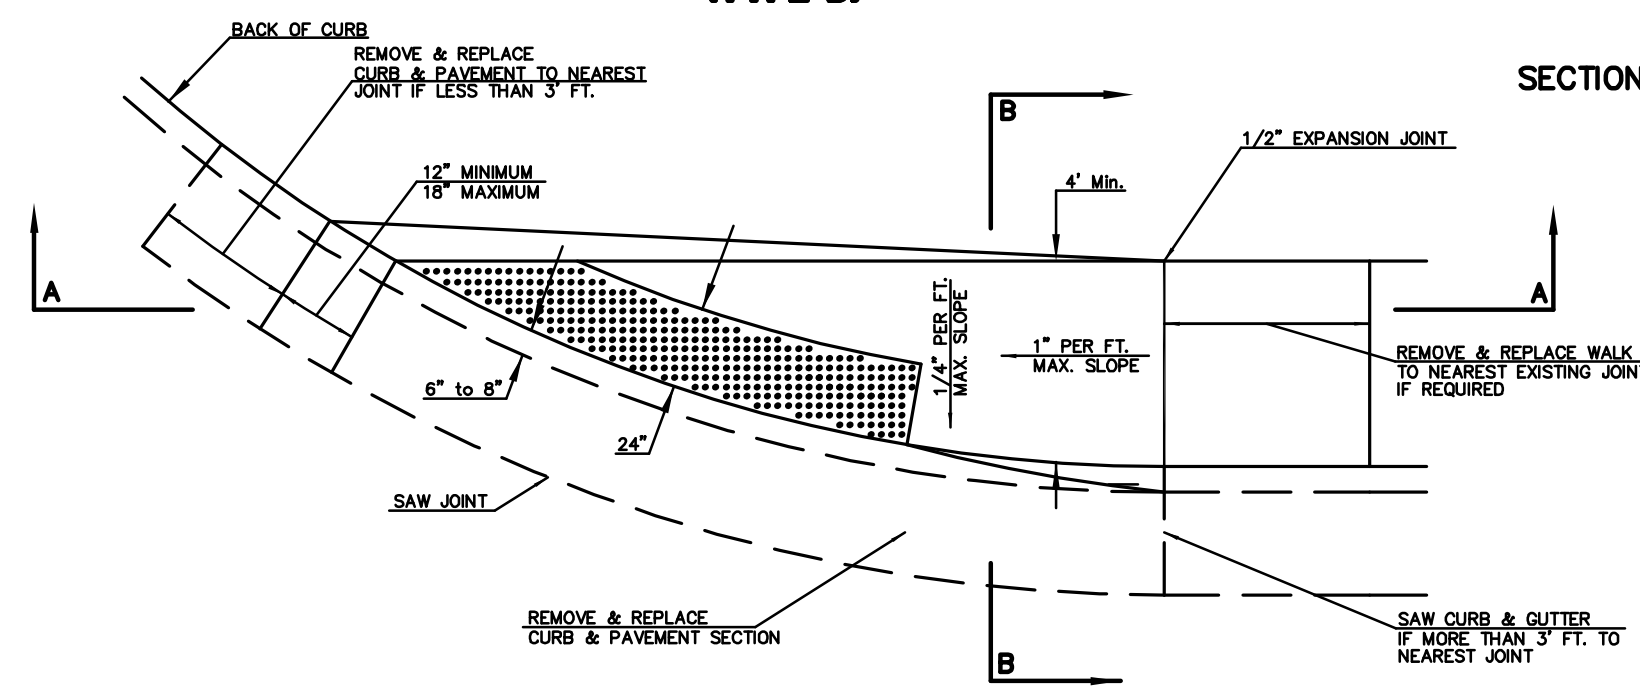 BACK OF CURB
REMOVE & REPLACE
CURB & PAVEMENT TO NEAREST
JOINT IF LESS THAN 3' FT.
SECTION
B
1/2" EXPANSION JOINT
12" MINIMUM
18" MAXIMUM
4' Min.
A
A
1/4" PER FT.
MAX. SLOPE
1" PER FT.
MAX. SLOPE
REMOVE & REPLACE WALK
TO NEAREST EXISTING JOINT
IF REQUIRED
6" to 8"
24"
SAW JOINT
REMOVE & REPLACE
CURB & PAVEMENT SECTION
SAW CURB & GUTTER
IF MORE THAN 3' FT. TO
NEAREST JOINT
B